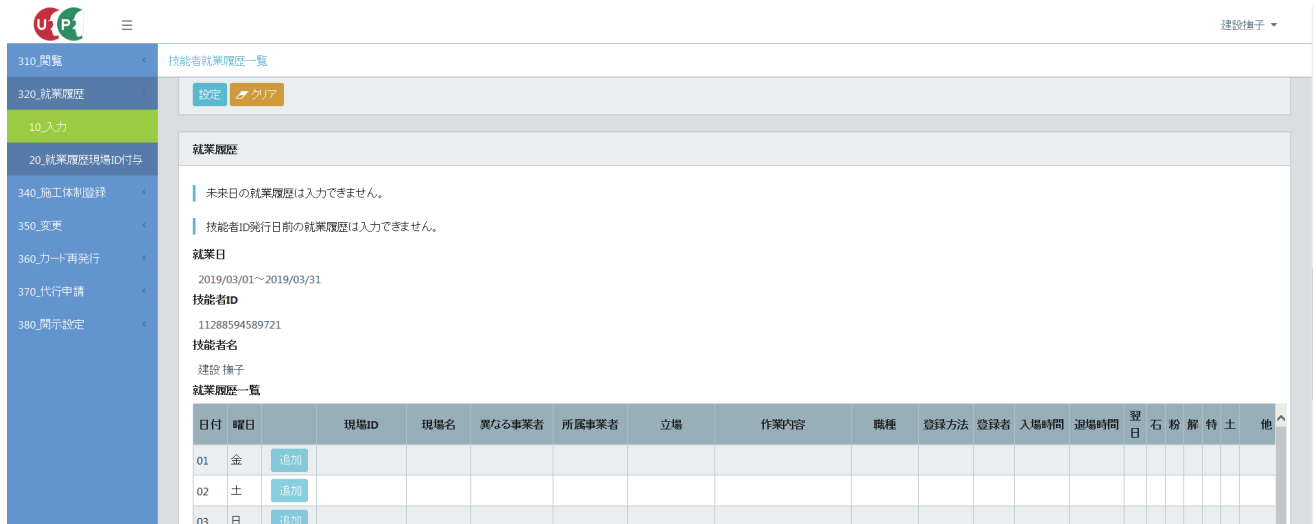 U P
建設撫子
310_閲覧
320_就業履歴
10_入力
20_就業履歴現場ID付与
340_施工体制登録
350_変更
360_カード再発行
370_代行申請
380_開示設定
技能者就業履歴一覧
設定 クリア
就業履歴
未来日の就業履歴は入力できません。
技能者ID発行日前の就業履歴は入力できません。
就業日
2019/03/01～2019/03/31
技能者ID
11288594589721
技能者名
建設 撫子
就業履歴一覧
日付 曜日 現場ID 現場名 異なる事業者 所属事業者 立場 作業内容 職種 登録方法 登録者 入場時間 退場時間 翌日 石 粉 解 特 土 他
01 金 追加
02 土 追加
03 日 追加